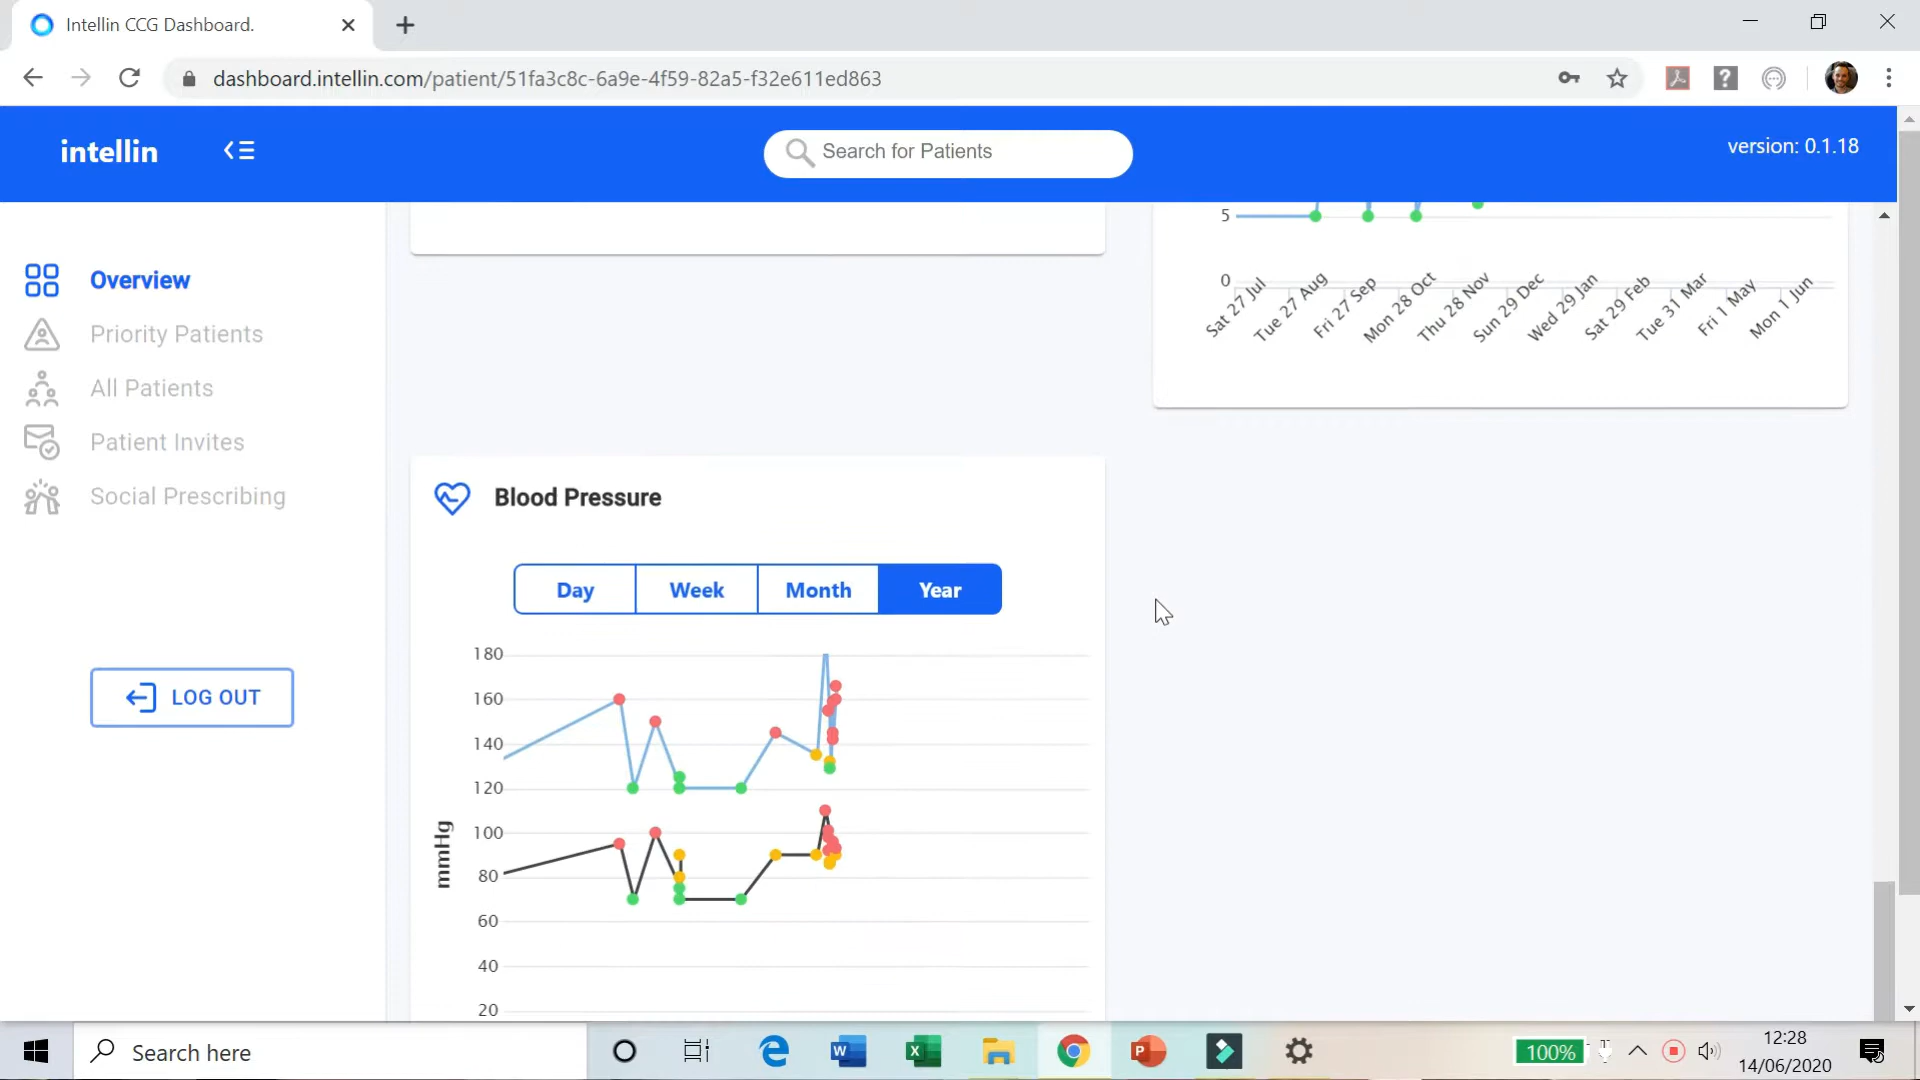 Intellin CCG Dashboard.
dashboard.intellin.com/patient/51fa3c8c-6a9e-4f59-82a5-f32e611ed863
intellin
Search for Patients
version: 0.1.18
Overview
Priority Patients
All Patients
Patient Invites
Social Prescribing
LOG OUT
5
0
Sat 27 Jul
Tue 27 Aug
Fri 27 Sep
Mon 28 Oct
Thu 28 Nov
Sun 29 Dec
Wed 29 Jan
Sat 29 Feb
Tue 31 Mar
Fri 1 May
Mon 1 Jun
Blood Pressure
Day Week Month Year
180
160
140
120
100
80
60
40
20
mmHg
Search here
100%
12:28
14/06/2020